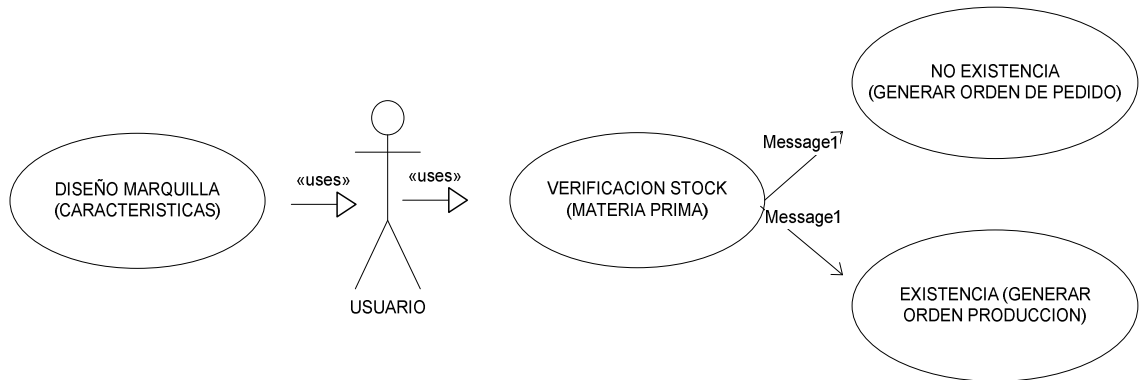 DISEÑO MARQUILLA
(CARACTERISTICAS)
«uses»
USUARIO
«uses»
VERIFICACION STOCK
(MATERIA PRIMA)
Message1
Message1
NO EXISTENCIA
(GENERAR ORDEN DE PEDIDO)
EXISTENCIA (GENERAR
ORDEN PRODUCCION)